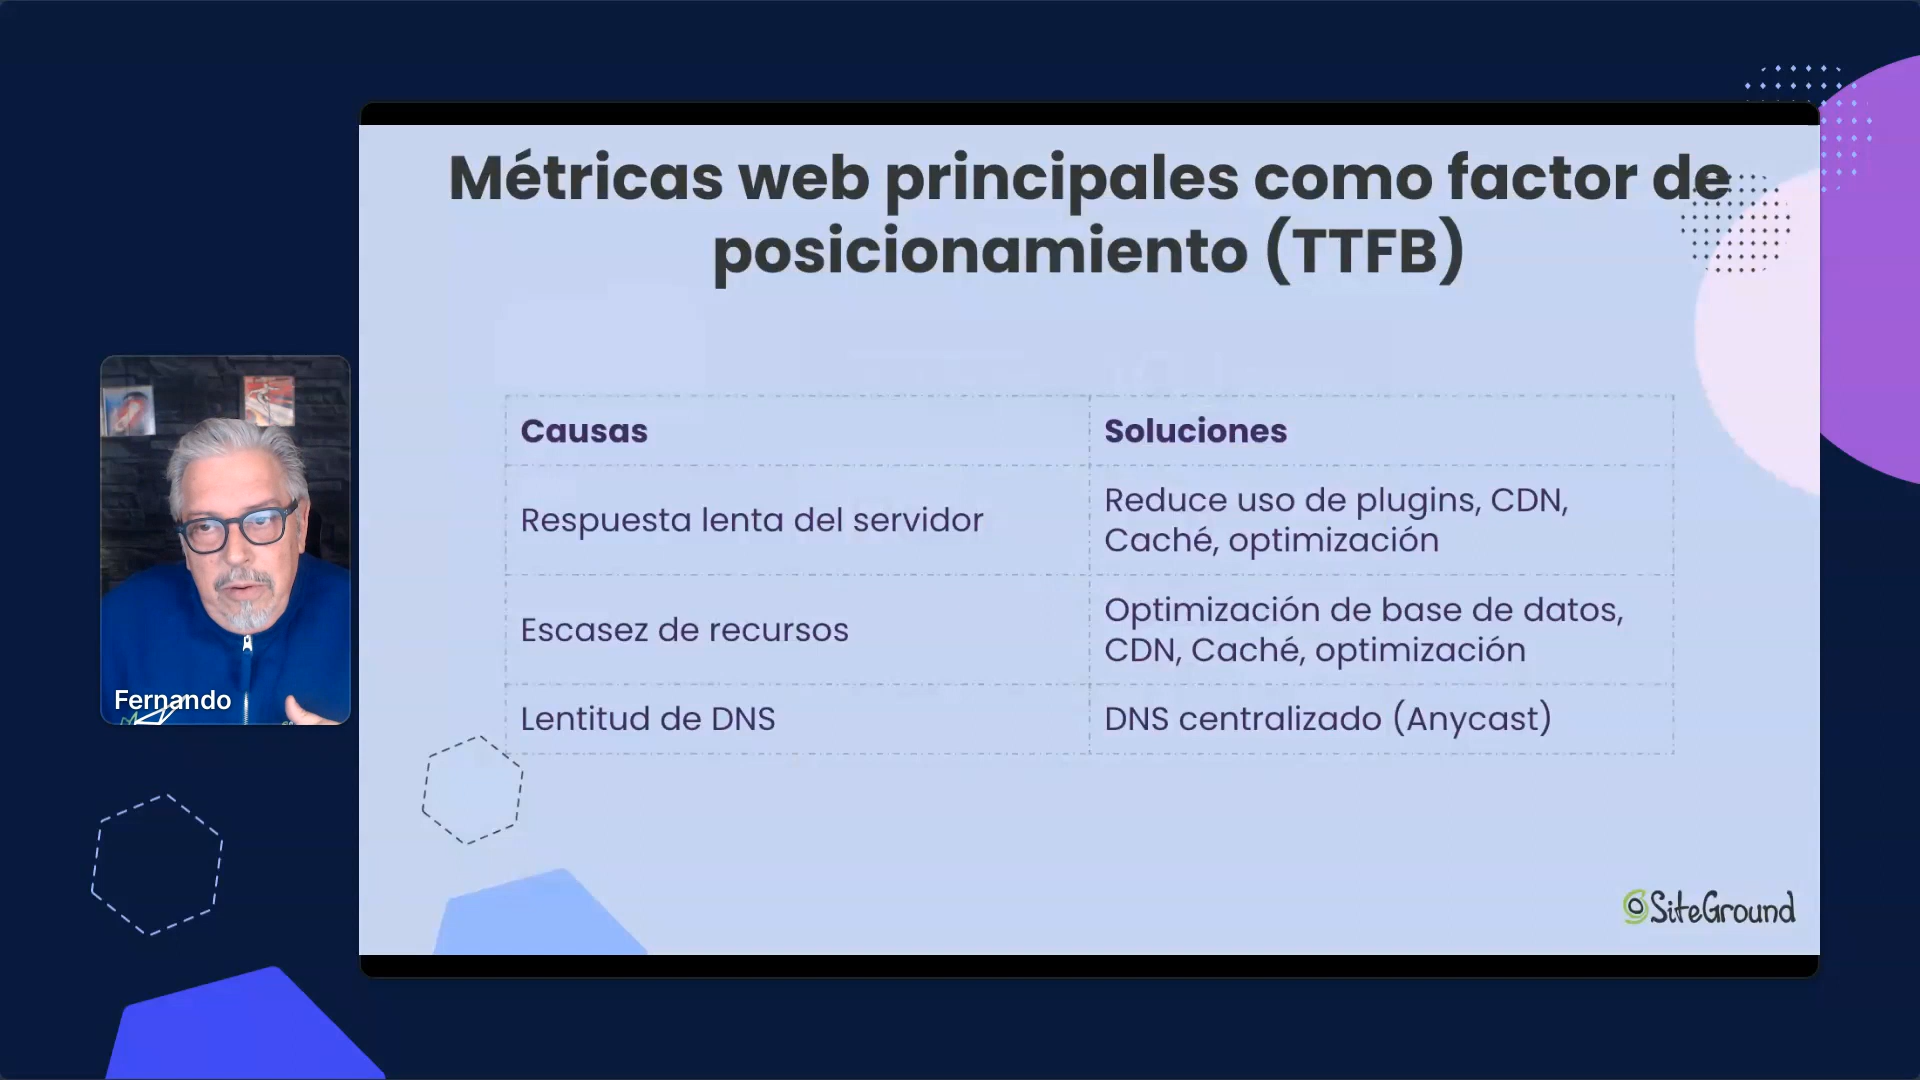 Métricas web principales como factor de
posicionamiento (TTFB)
Causas
Soluciones
Respuesta lenta del servidor
Reduce uso de plugins, CDN,
Caché, optimización
Escasez de recursos
Optimización de base de datos,
CDN, Caché, optimización
Lentitud de DNS
DNS centralizado (Anycast)
Fernando
SiteGround